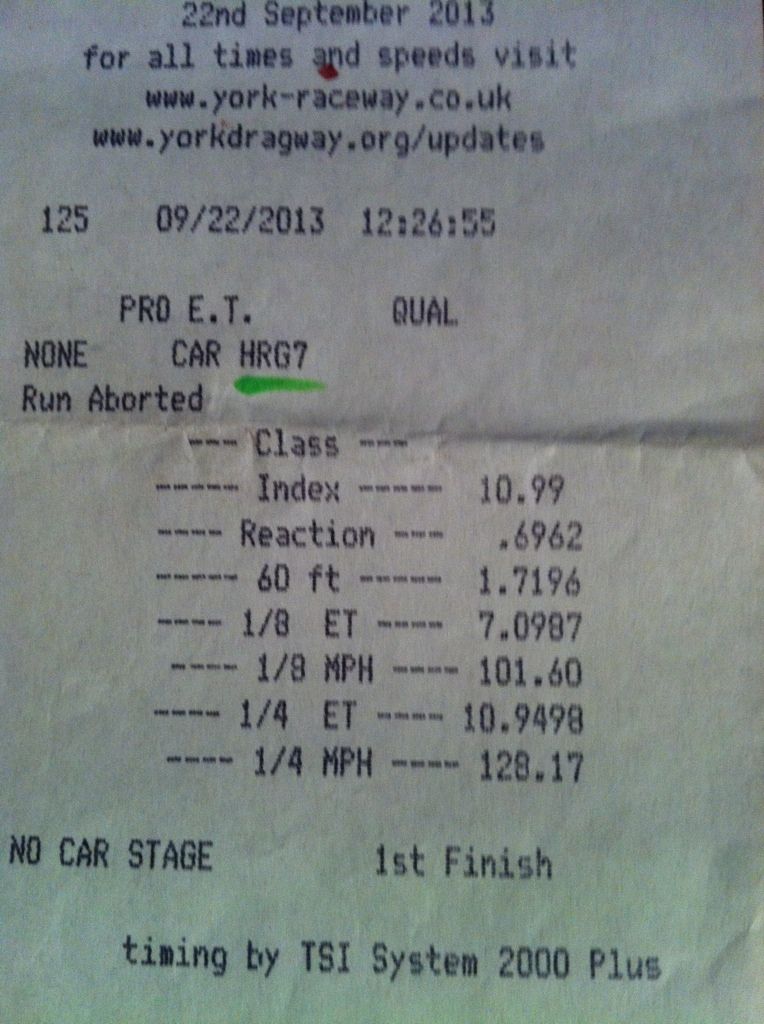 22nd September 2013
for all times and speeds visit
www.york-raceway.co.uk
www.yorkdragway.org/updates
125 09/22/2013 12:26:55
PRO E.T. QUAL
NONE CAR HRG7
Run Aborted
--- Class ---
----- Index ----- 10.99
---- Reaction --- .6962
----- 60 ft ----- 1.7196
---- 1/8 ET ---- 7.0987
---- 1/8 MPH ---- 101.60
---- 1/4 ET ---- 10.9498
---- 1/4 MPH ---- 128.17
NO CAR STAGE 1st Finish
timing by TSI System 2000 Plus